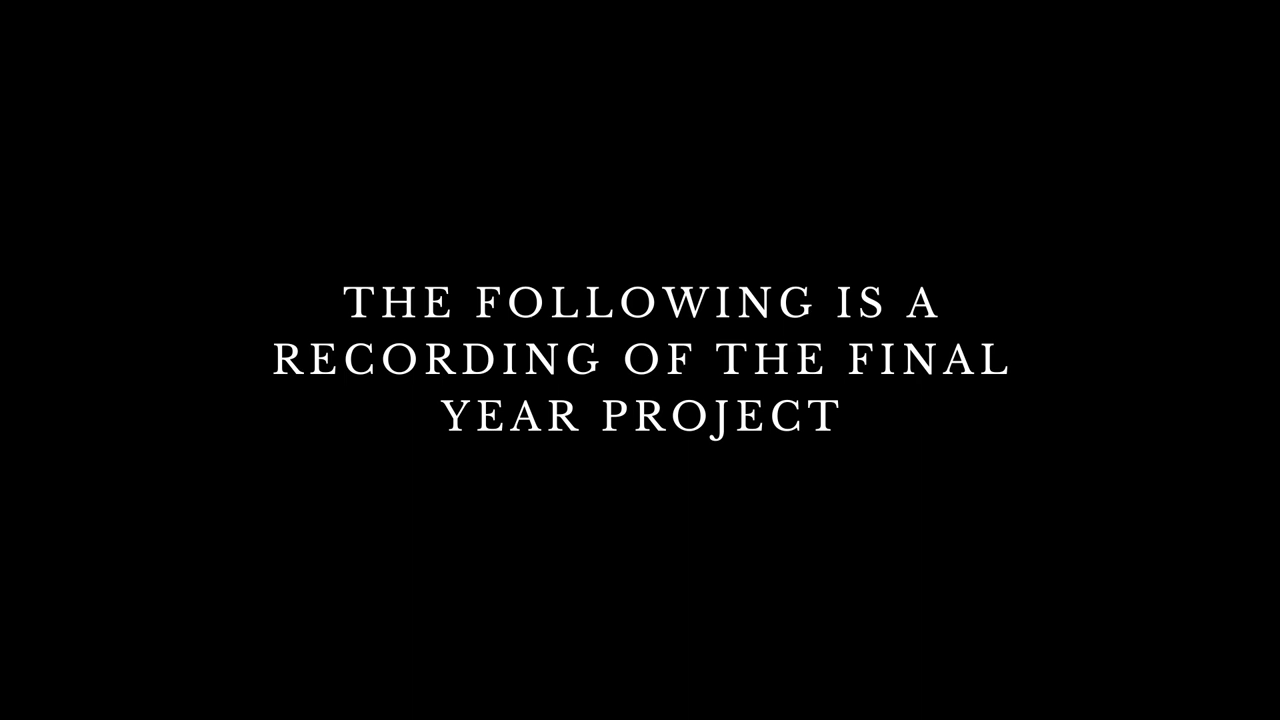 THE FOLLOWING IS A
RECORDING OF THE FINAL
YEAR PROJECT